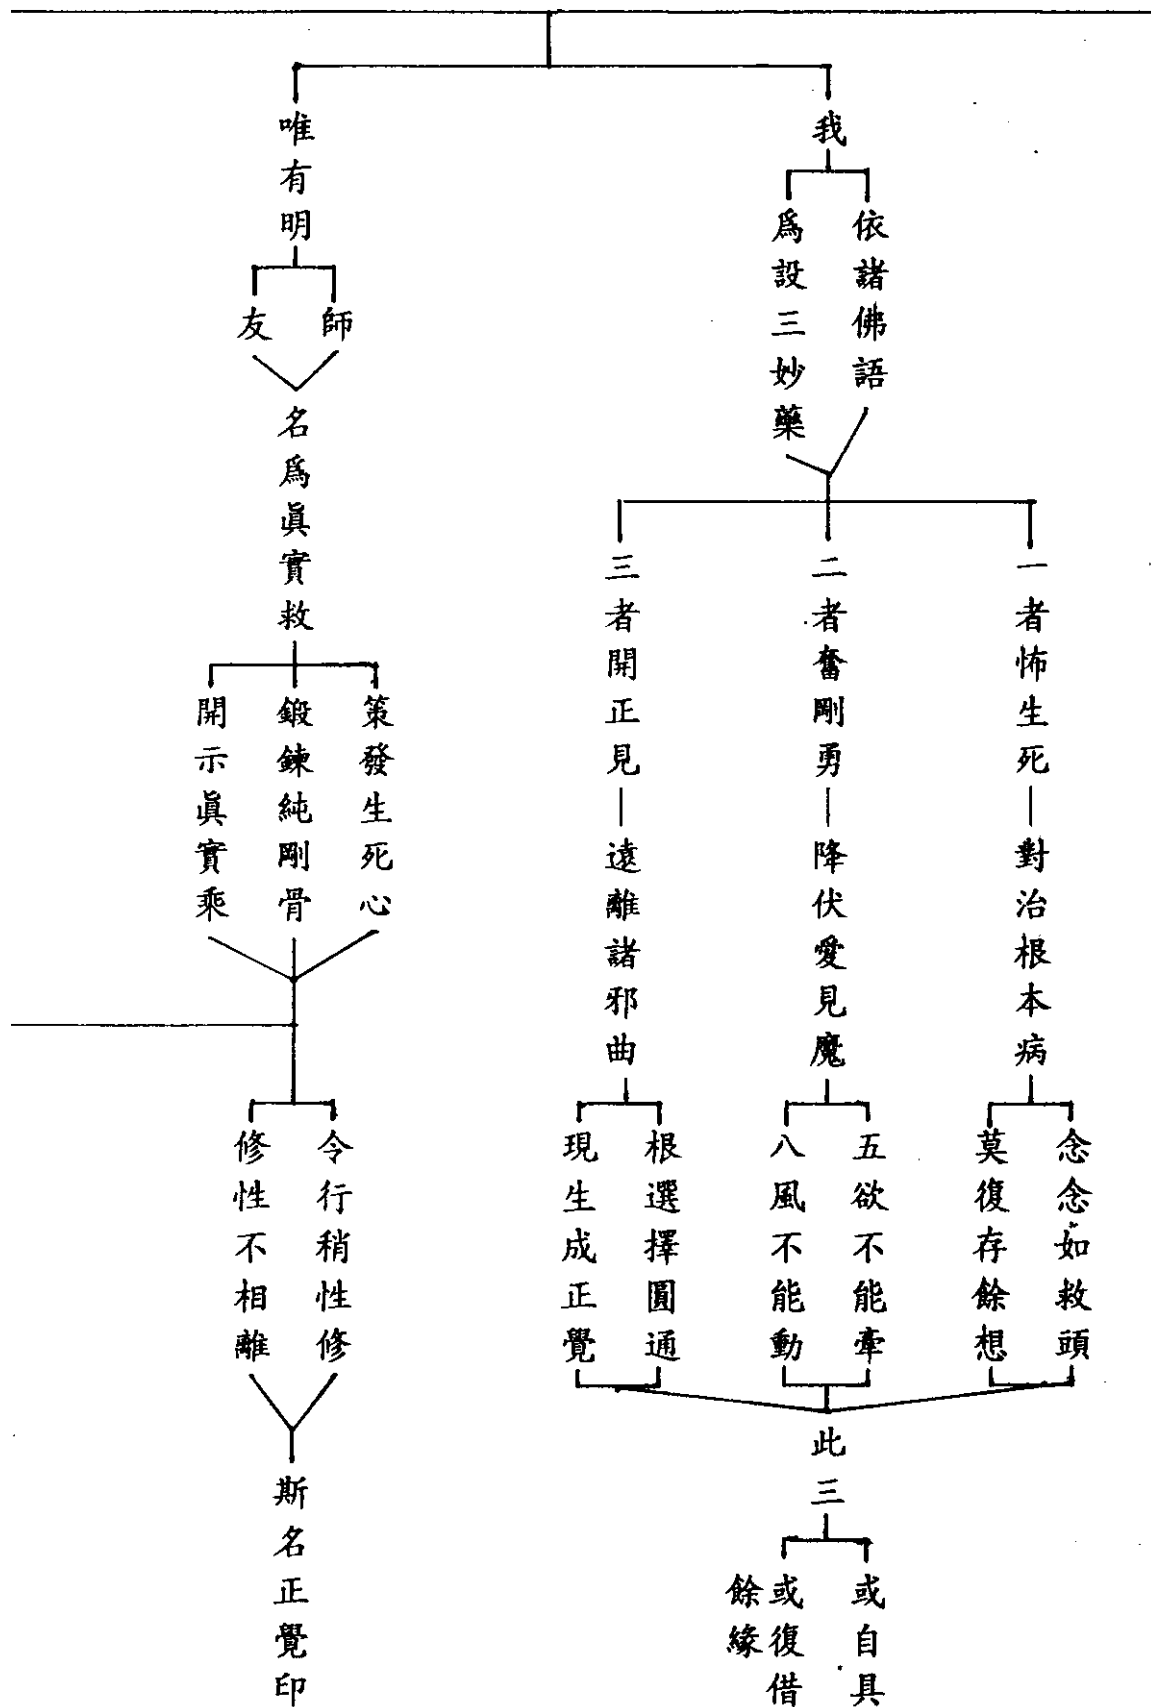 我
依諸佛語
爲設三妙藥
一者怖生死—對治根本病
念念如救頭
莫復存餘想
二者奮剛勇—降伏愛見魔
五欲不能牽
八風不能動
三者開正見—遠離諸邪曲
根選擇圓通
現生成正覺
此三
或自具
或復借
餘緣
唯有明
師
友
名爲眞實救
策發生死心
鍛鍊純剛骨
開示眞實乘
令行稍性修
修性不相離
斯名正覺印